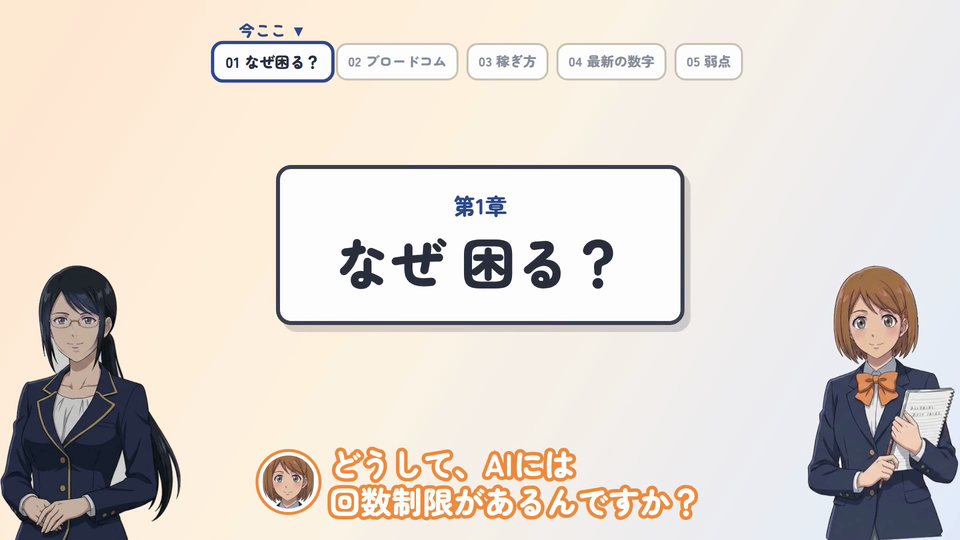 今ここ ▼
01 なぜ困る？
02 ブロードコム
03 稼ぎ方
04 最新の数字
05 弱点
第1章
なぜ 困る？
どうして、AIには
回数制限があるんですか？